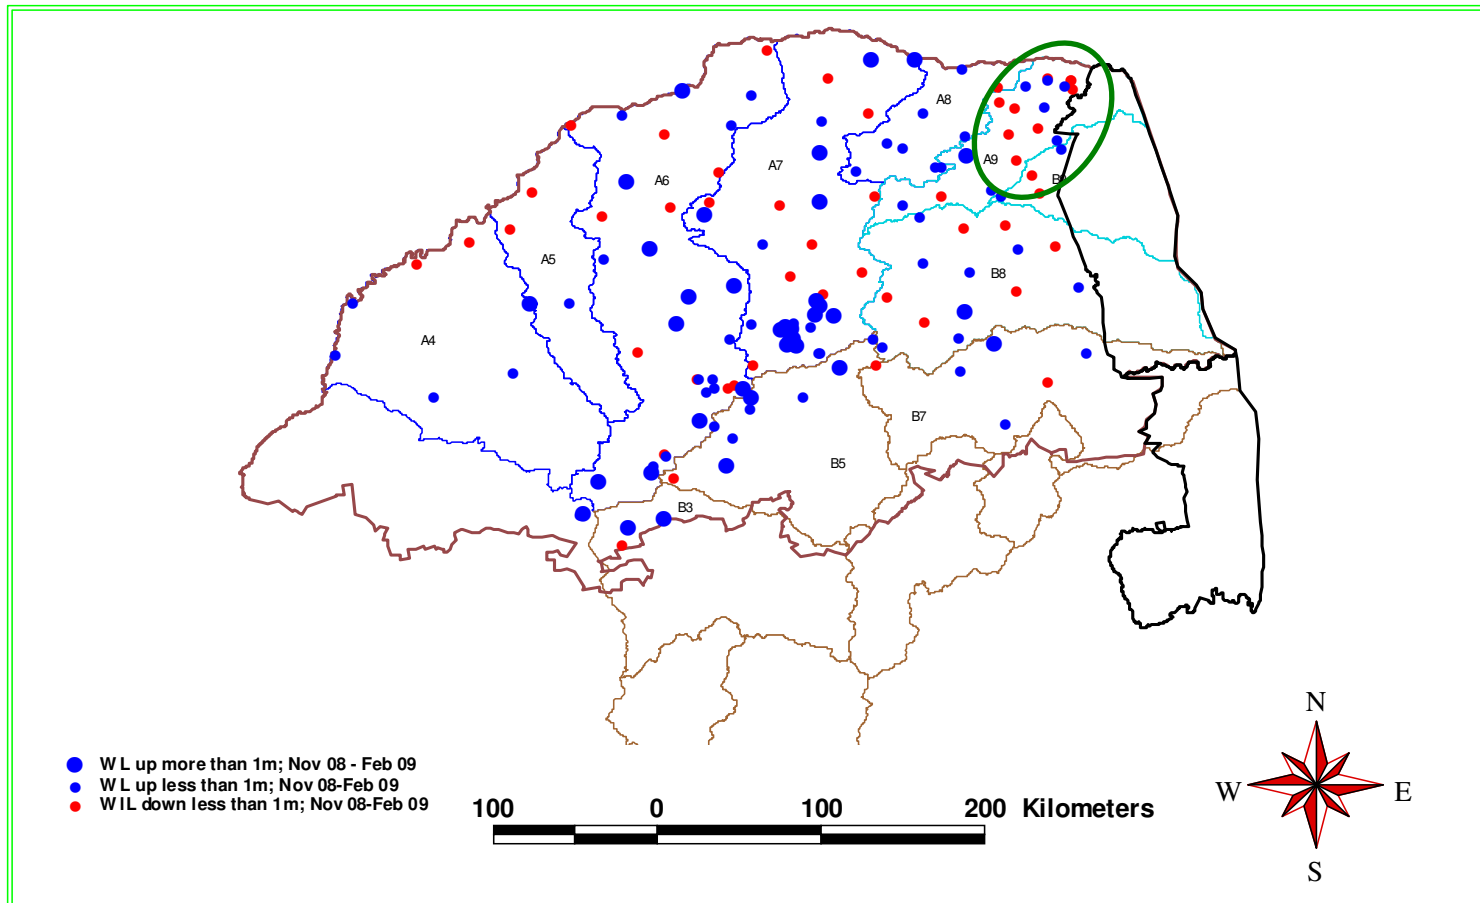 A8
A7
A9
A6
B9
A5
B8
A4
B7
B5
B3
N
W E
S
W L up more than 1m; Nov 08 - Feb 09
W L up less than 1m; Nov 08-Feb 09
W lL down less than 1m; Nov 08-Feb 09
100 0 100 200 Kilometers